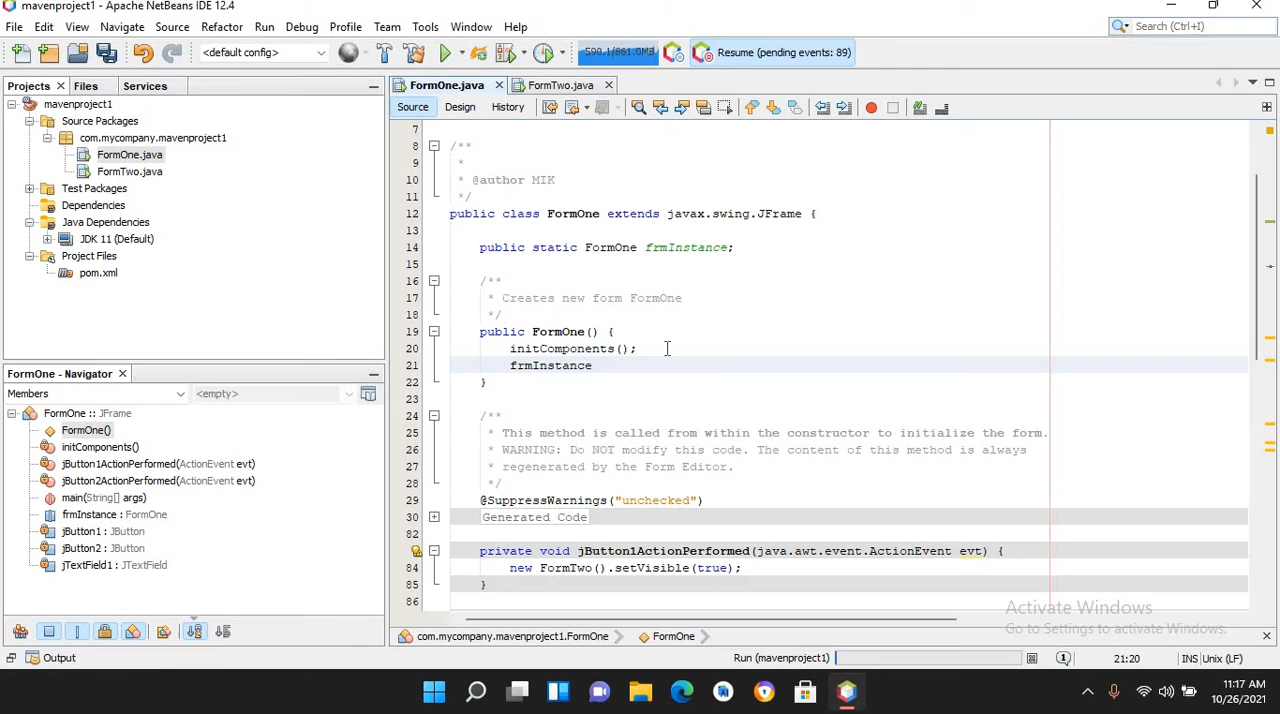 mavenproject1 - Apache NetBeans IDE 12.4
File Edit View Navigate Source Refactor Run Debug Profile Team Tools Window Help
Search (Ctrl+I)
<default config>
590.1/861.0MB
Resume (pending events: 89)
Projects Files Services
FormOne.java FormTwo.java
Source Design History
mavenproject1
Source Packages
com.mycompany.mavenproject1
FormOne.java
FormTwo.java
Test Packages
Dependencies
Java Dependencies
JDK 11 (Default)
Project Files
pom.xml
FormOne - Navigator
Members
<empty>
FormOne :: JFrame
FormOne()
initComponents()
jButton1ActionPerformed(ActionEvent evt)
jButton2ActionPerformed(ActionEvent evt)
main(String[] args)
frmInstance : FormOne
jButton1 : JButton
jButton2 : JButton
jTextField1 : JTextField
7
8 /**
9 *
10 * @author MIK
11 */
12 public class FormOne extends javax.swing.JFrame {
13
14 public static FormOne frmInstance;
15
16 /**
17 * Creates new form FormOne
18 */
19 public FormOne() {
20 initComponents();
21 frmInstance
22 }
23
24 /**
25 * This method is called from within the constructor to initialize the form.
26 * WARNING: Do NOT modify this code. The content of this method is always
27 * regenerated by the Form Editor.
28 */
29 @SuppressWarnings("unchecked")
30 Generated Code
82
83 private void jButton1ActionPerformed(java.awt.event.ActionEvent evt) {
84 new FormTwo().setVisible(true);
85 }
86
Activate Windows
Go to Settings to activate Windows.
com.mycompany.mavenproject1.FormOne FormOne
Output
Run (mavenproject1)
1
21:20
INS Unix (LF)
11:17 AM
10/26/2021